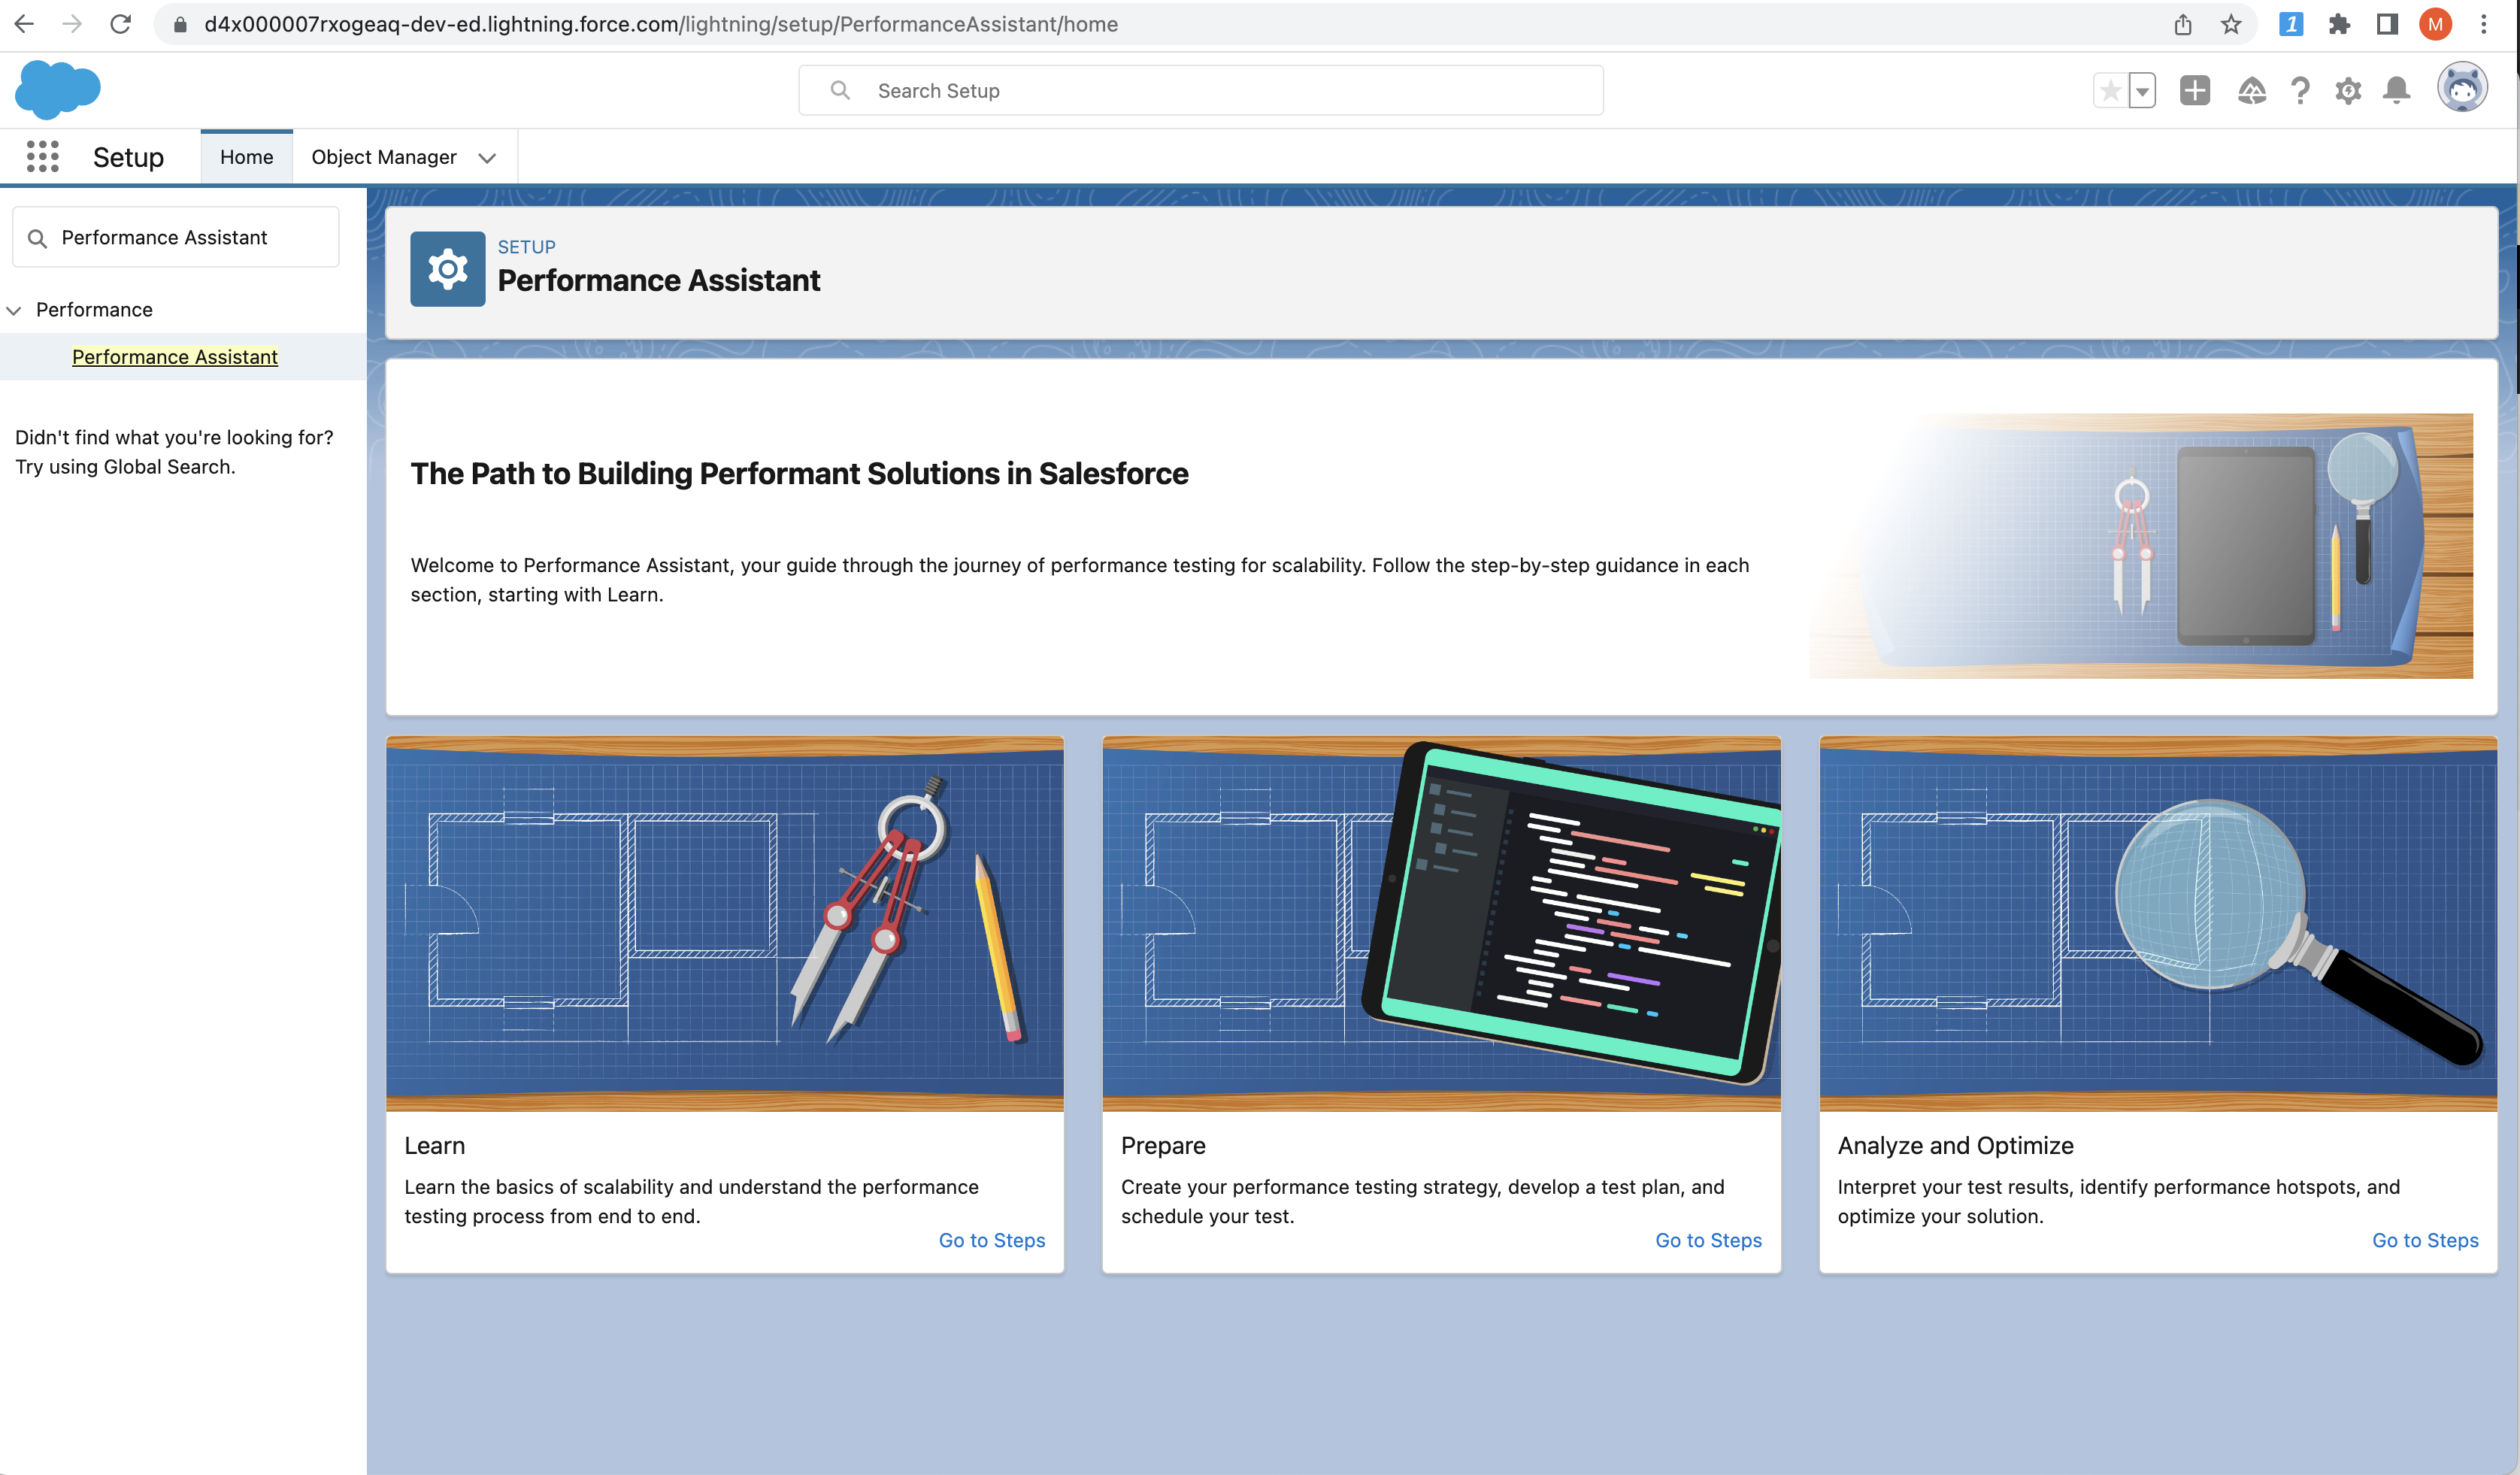 d4x000007rxogeaq-dev-ed.lightning.force.com/lightning/setup/PerformanceAssistant/home
1
M
Search Setup
Setup
Home
Object Manager
Performance Assistant
Performance
Performance Assistant
Didn't find what you're looking for?
Try using Global Search.
SETUP
Performance Assistant
The Path to Building Performant Solutions in Salesforce
Welcome to Performance Assistant, your guide through the journey of performance testing for scalability. Follow the step-by-step guidance in each
section, starting with Learn.
Learn
Learn the basics of scalability and understand the performance
testing process from end to end.
Go to Steps
Prepare
Create your performance testing strategy, develop a test plan, and
schedule your test.
Go to Steps
Analyze and Optimize
Interpret your test results, identify performance hotspots, and
optimize your solution.
Go to Steps